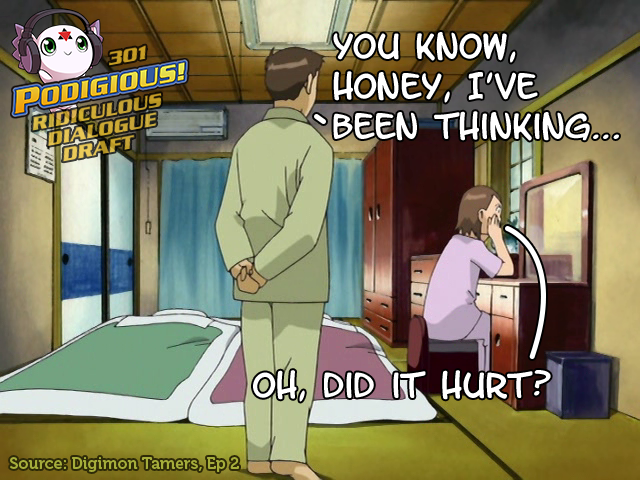 301
PODIGIOUS!
RIDICULOUS
DIALOGUE
DRAFT
YOU KNOW,
HONEY, I'VE
BEEN THINKING...
OH, DID IT HURT?
Source: Digimon Tamers, Ep 2